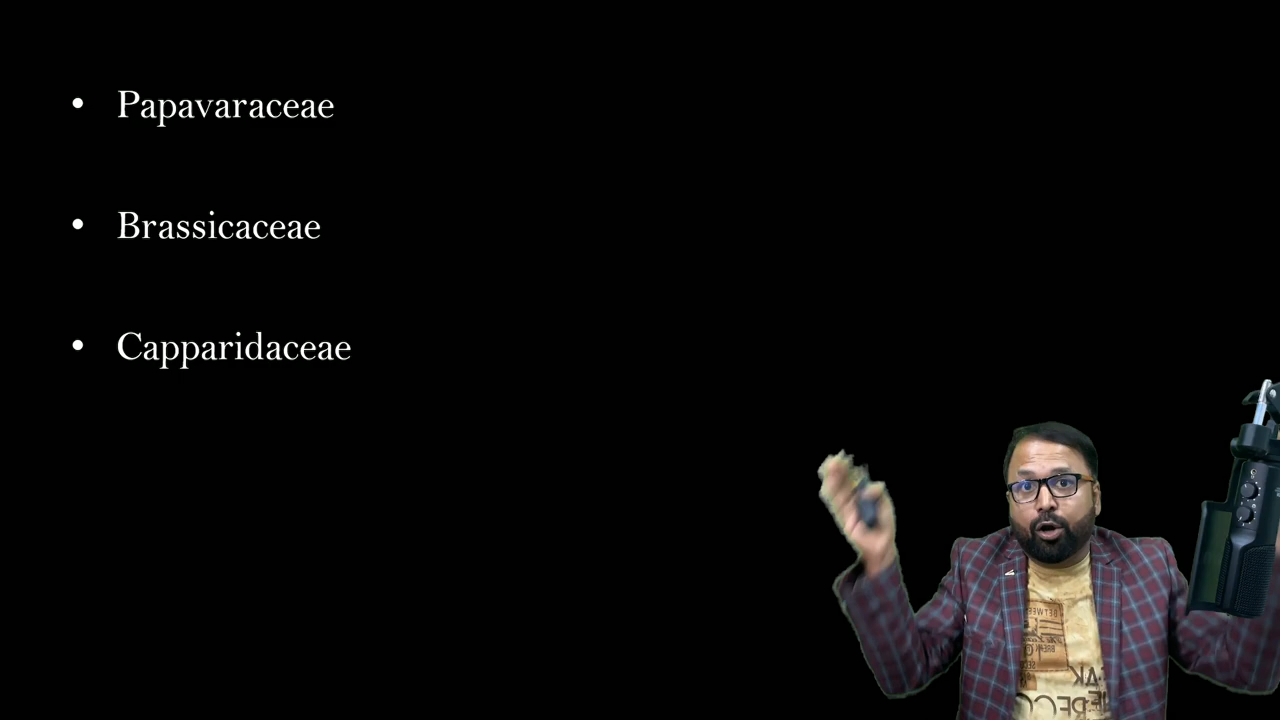 • Papavaraceae
• Brassicaceae
• Capparidaceae